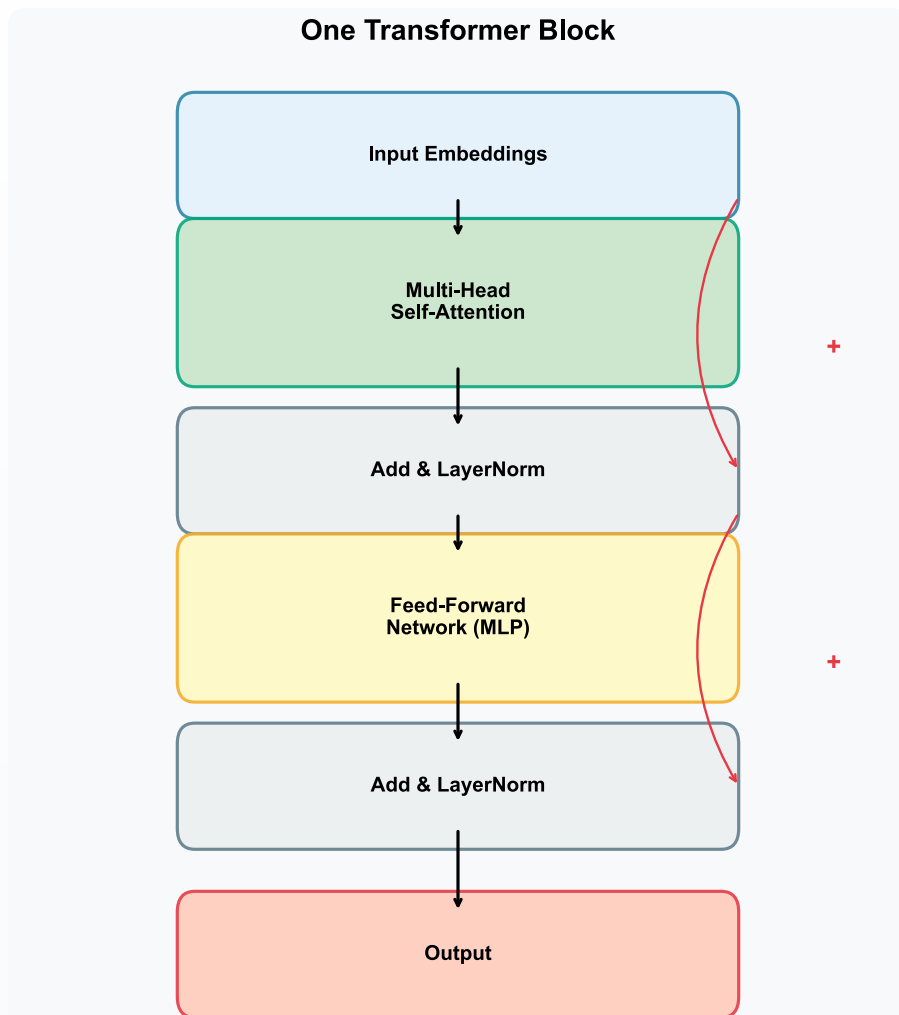 One Transformer Block
Input Embeddings
Multi-Head
Self-Attention
+
Add & LayerNorm
Feed-Forward
Network (MLP)
+
Add & LayerNorm
Output